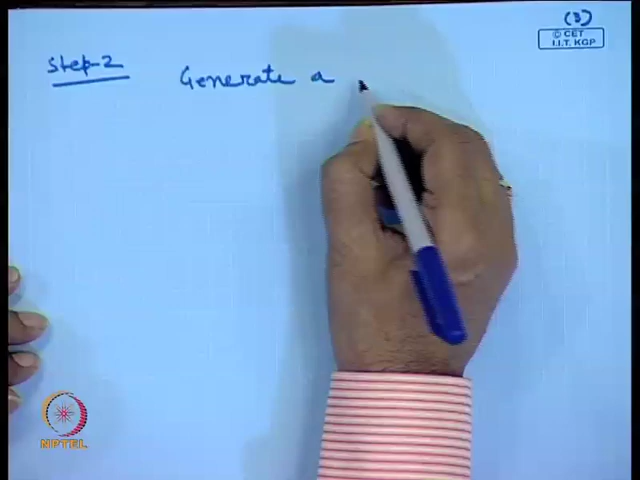 (3)
© CET
I.I.T. KGP
Step-2 Generate a
NPTEL